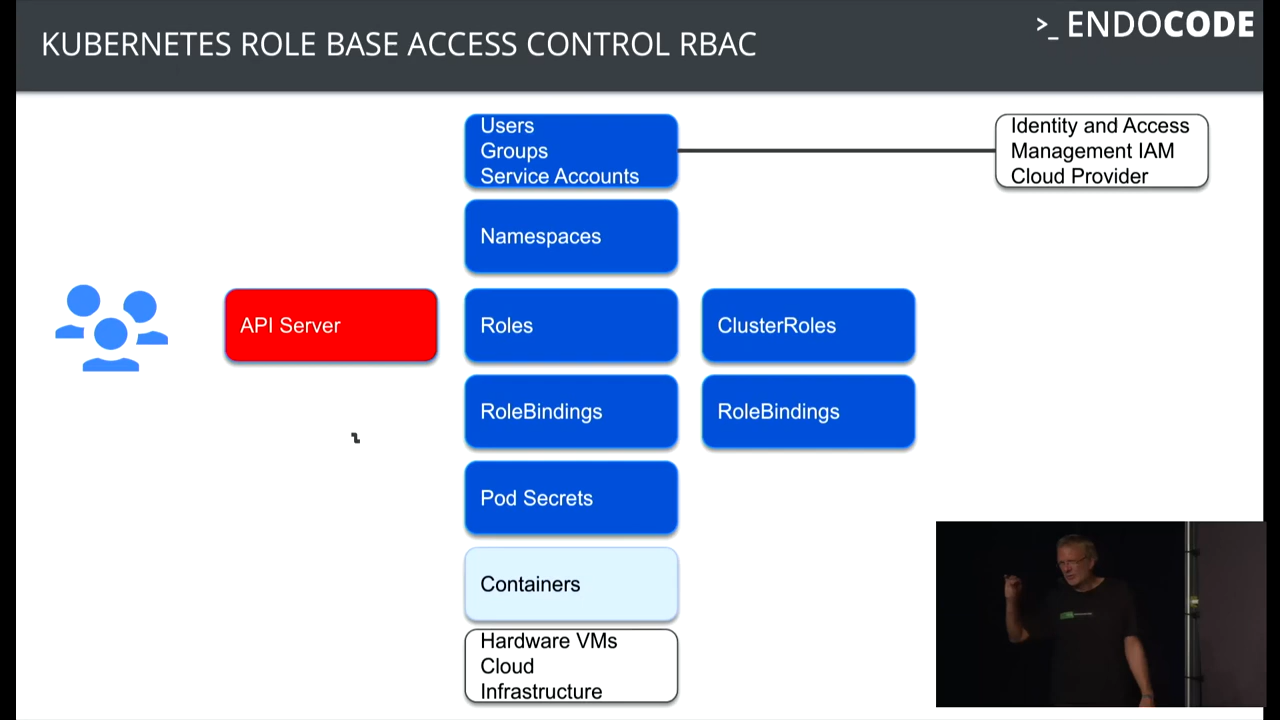 KUBERNETES ROLE BASE ACCESS CONTROL RBAC
>_ ENDOCODE
Users
Groups
Service Accounts
Identity and Access
Management IAM
Cloud Provider
Namespaces
API Server
Roles
ClusterRoles
RoleBindings
RoleBindings
Pod Secrets
Containers
Hardware VMs
Cloud
Infrastructure